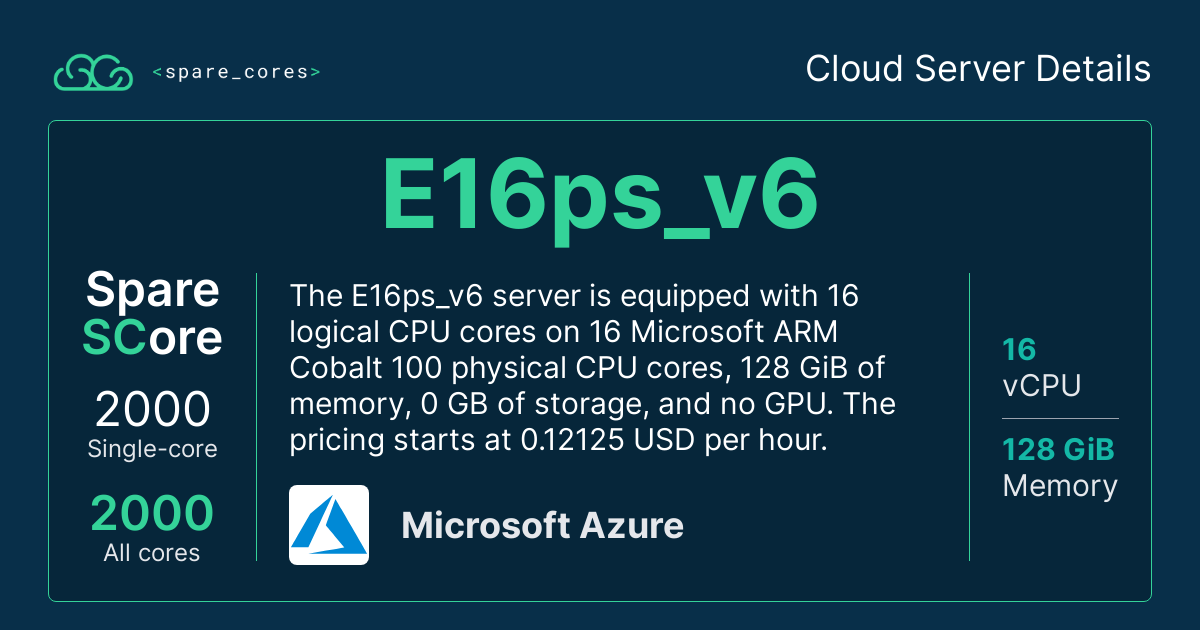 <spare_cores>
Cloud Server Details
E16ps_v6
Spare
SCore
2000
Single-core
2000
All cores
The E16ps_v6 server is equipped with 16
logical CPU cores on 16 Microsoft ARM
Cobalt 100 physical CPU cores, 128 GiB of
memory, 0 GB of storage, and no GPU. The
pricing starts at 0.12125 USD per hour.
Microsoft Azure
16
vCPU
128 GiB
Memory